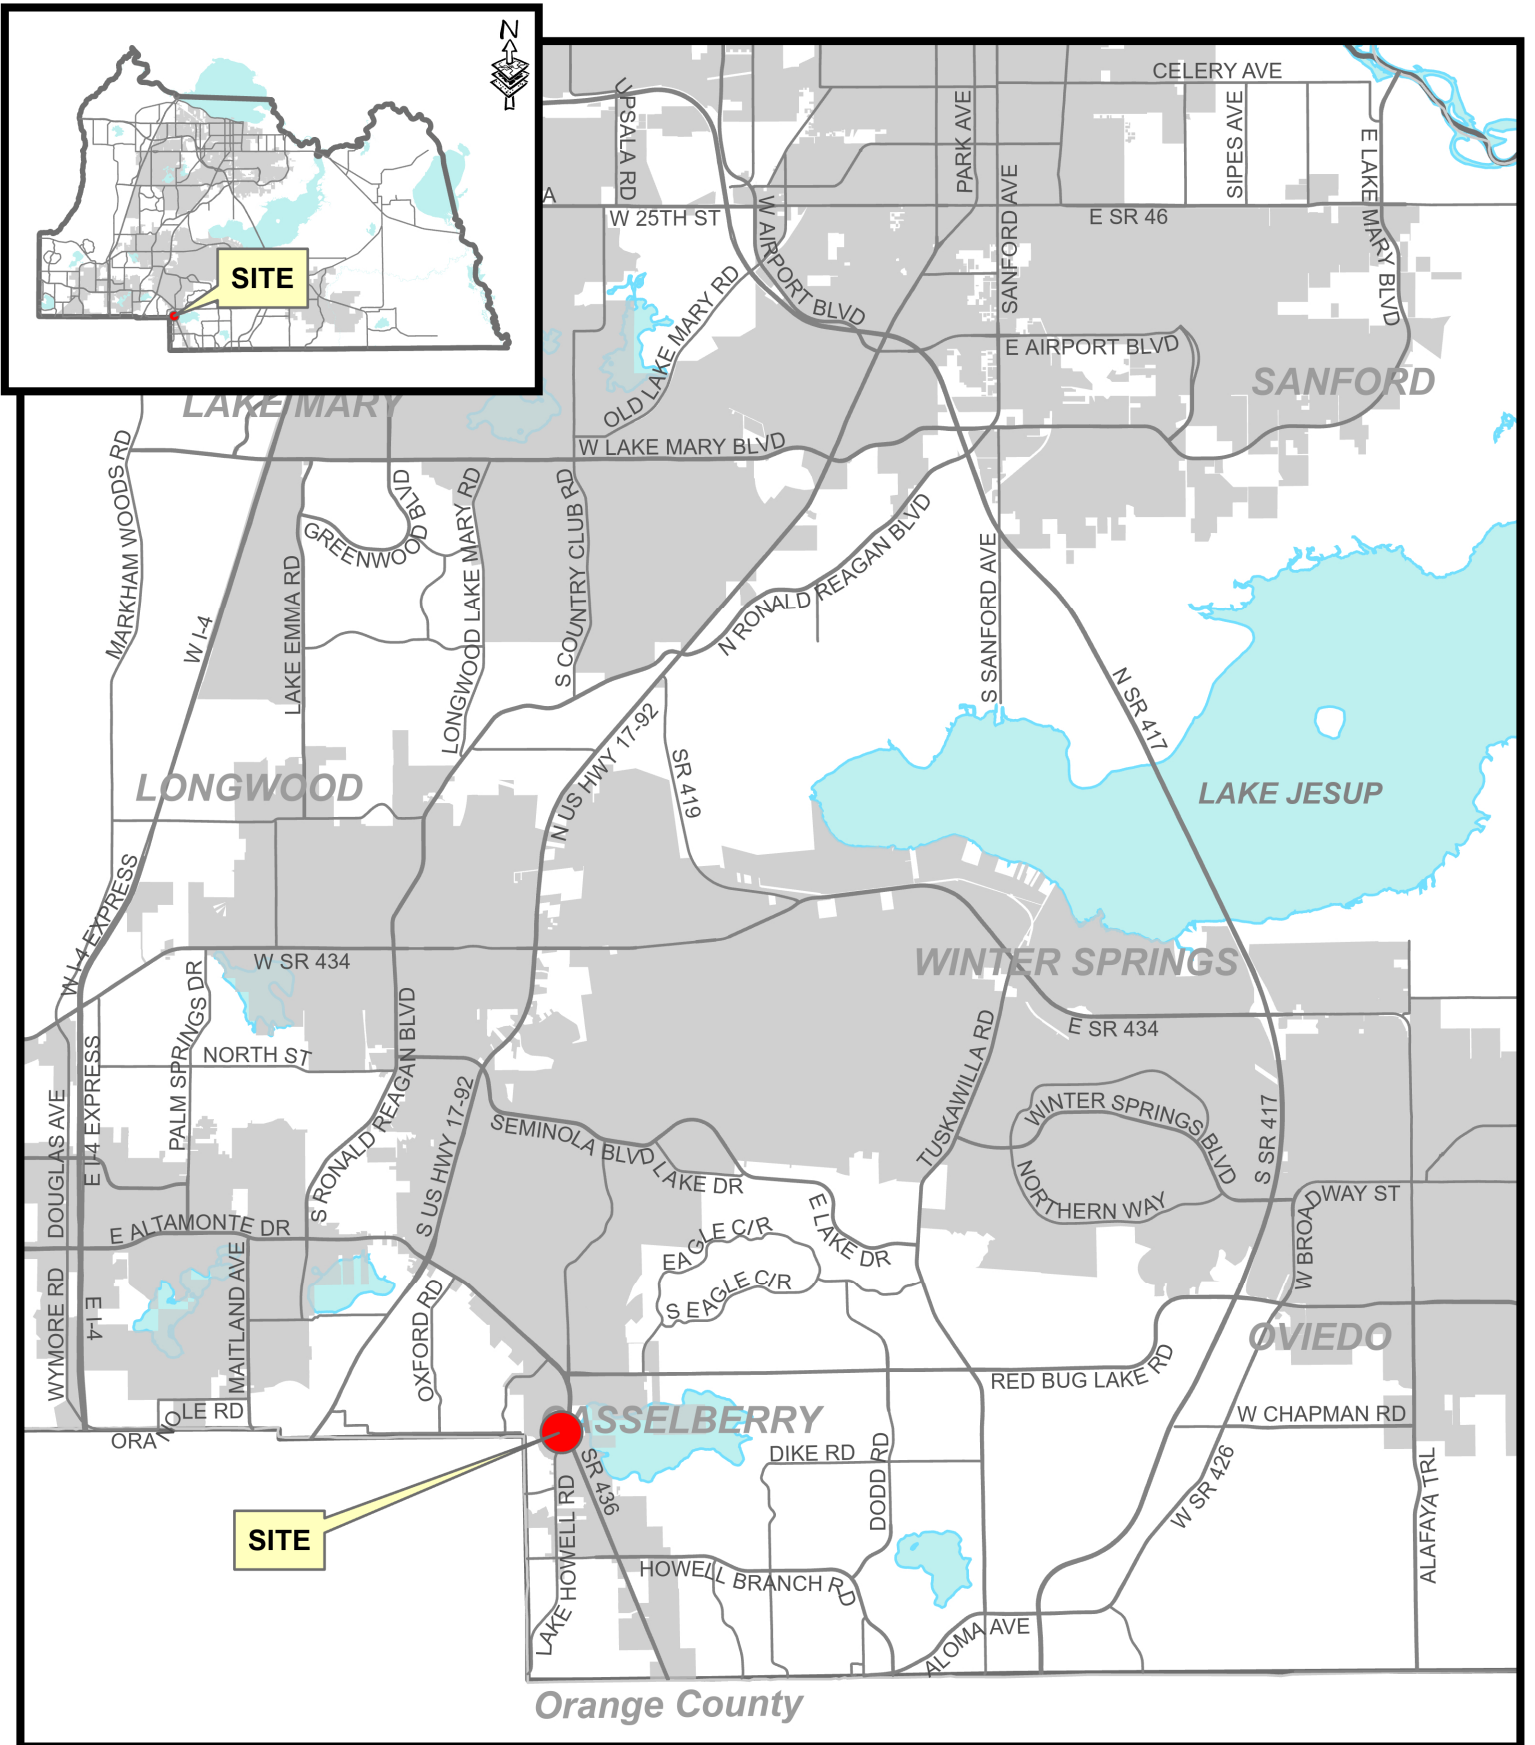 N
SITE
CELERY AVE
UPSALA RD
PARK AVE
SIPES AVE
E LAKE MARY BLVD
SANFORD AVE
A
W 25TH ST
E SR 46
W AIRPORT BLVD
OLD LAKE MARY RD
E AIRPORT BLVD
SANFORD
LAKE MARY
W LAKE MARY BLVD
MARKHAM WOODS RD
GREENWOOD BLVD
LONGWOOD LAKE MARY RD
S COUNTRY CLUB RD
N RONALD REAGAN BLVD
LAKE EMMA RD
W I-4
S SANFORD AVE
N SR 417
N US HWY 17-92
SR 419
LONGWOOD
LAKE JESUP
W I-4 EXPRESS
W SR 434
WINTER SPRINGS
PALM SPRINGS DR
E SR 434
NORTH ST
S RONALD REAGAN BLVD
TUSKAWILLA RD
E I-4 EXPRESS
DOUGLAS AVE
S US HWY 17-92
SEMINOLA BLVD
WINTER SPRINGS BLVD
S SR 417
LAKE DR
NORTHERN WAY
WAY ST
W BROAD
E ALTAMONTE DR
EAGLE C/R
E LAKE DR
S EAGLE C/R
MAITLAND AVE
WYMORE RD
E I-4
OXFORD RD
OVIEDO
RED BUG LAKE RD
LE RD
ORA
NO
CASSELBERRY
W CHAPMAN RD
DIKE RD
DODD RD
SR 436
W SR 426
ALAFAYA TRL
SITE
LAKE HOWELL RD
HOWELL BRANCH RD
ALOMA AVE
Orange County